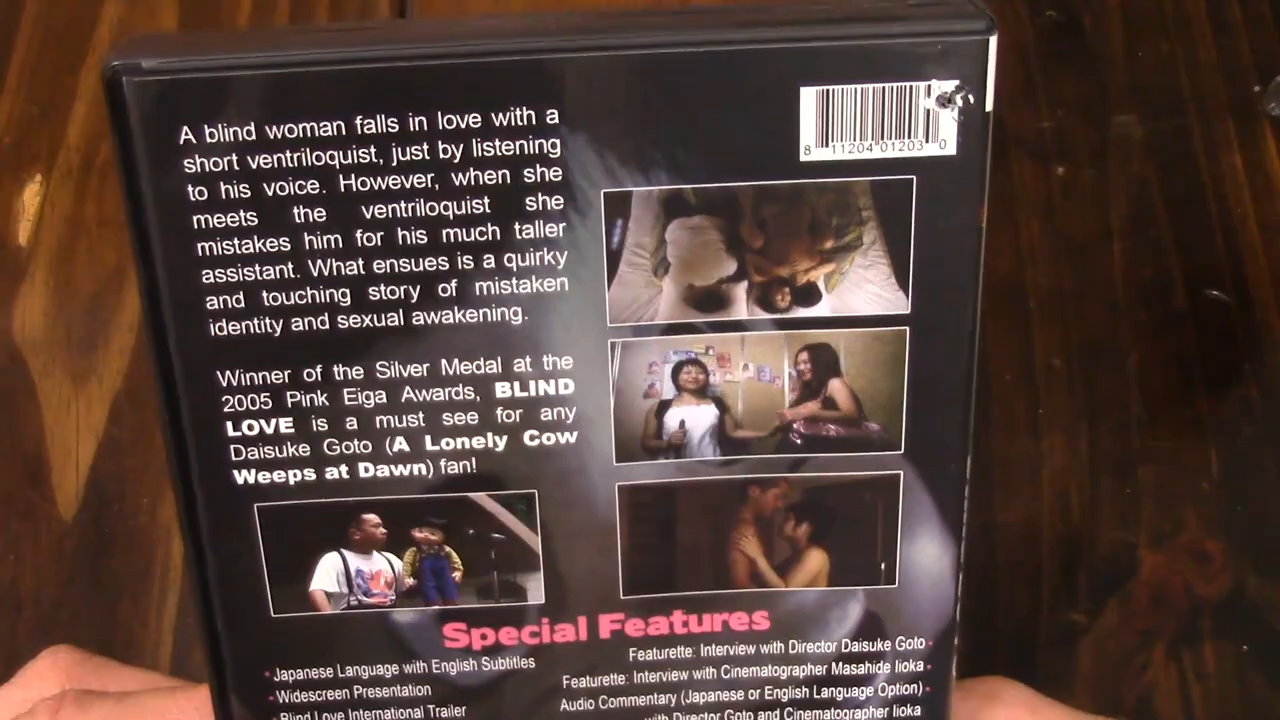 A blind woman falls in love with a
short ventriloquist, just by listening
to his voice. However, when she
meets the ventriloquist she
mistakes him for his much taller
assistant. What ensues is a quirky
and touching story of mistaken
identity and sexual awakening.
Winner of the Silver Medal at the
2005 Pink Eiga Awards, BLIND
LOVE is a must see for any
Daisuke Goto (A Lonely Cow
Weeps at Dawn) fan!
8 11204 01203 0
Special Features
- Japanese Language with English Subtitles
- Widescreen Presentation
Blind Love International Trailer
Featurette: Interview with Director Daisuke Goto -
Featurette: Interview with Cinematographer Masahide Iioka -
Audio Commentary (Japanese or English Language Option) -
with Director Goto and Cinematographer Iioka